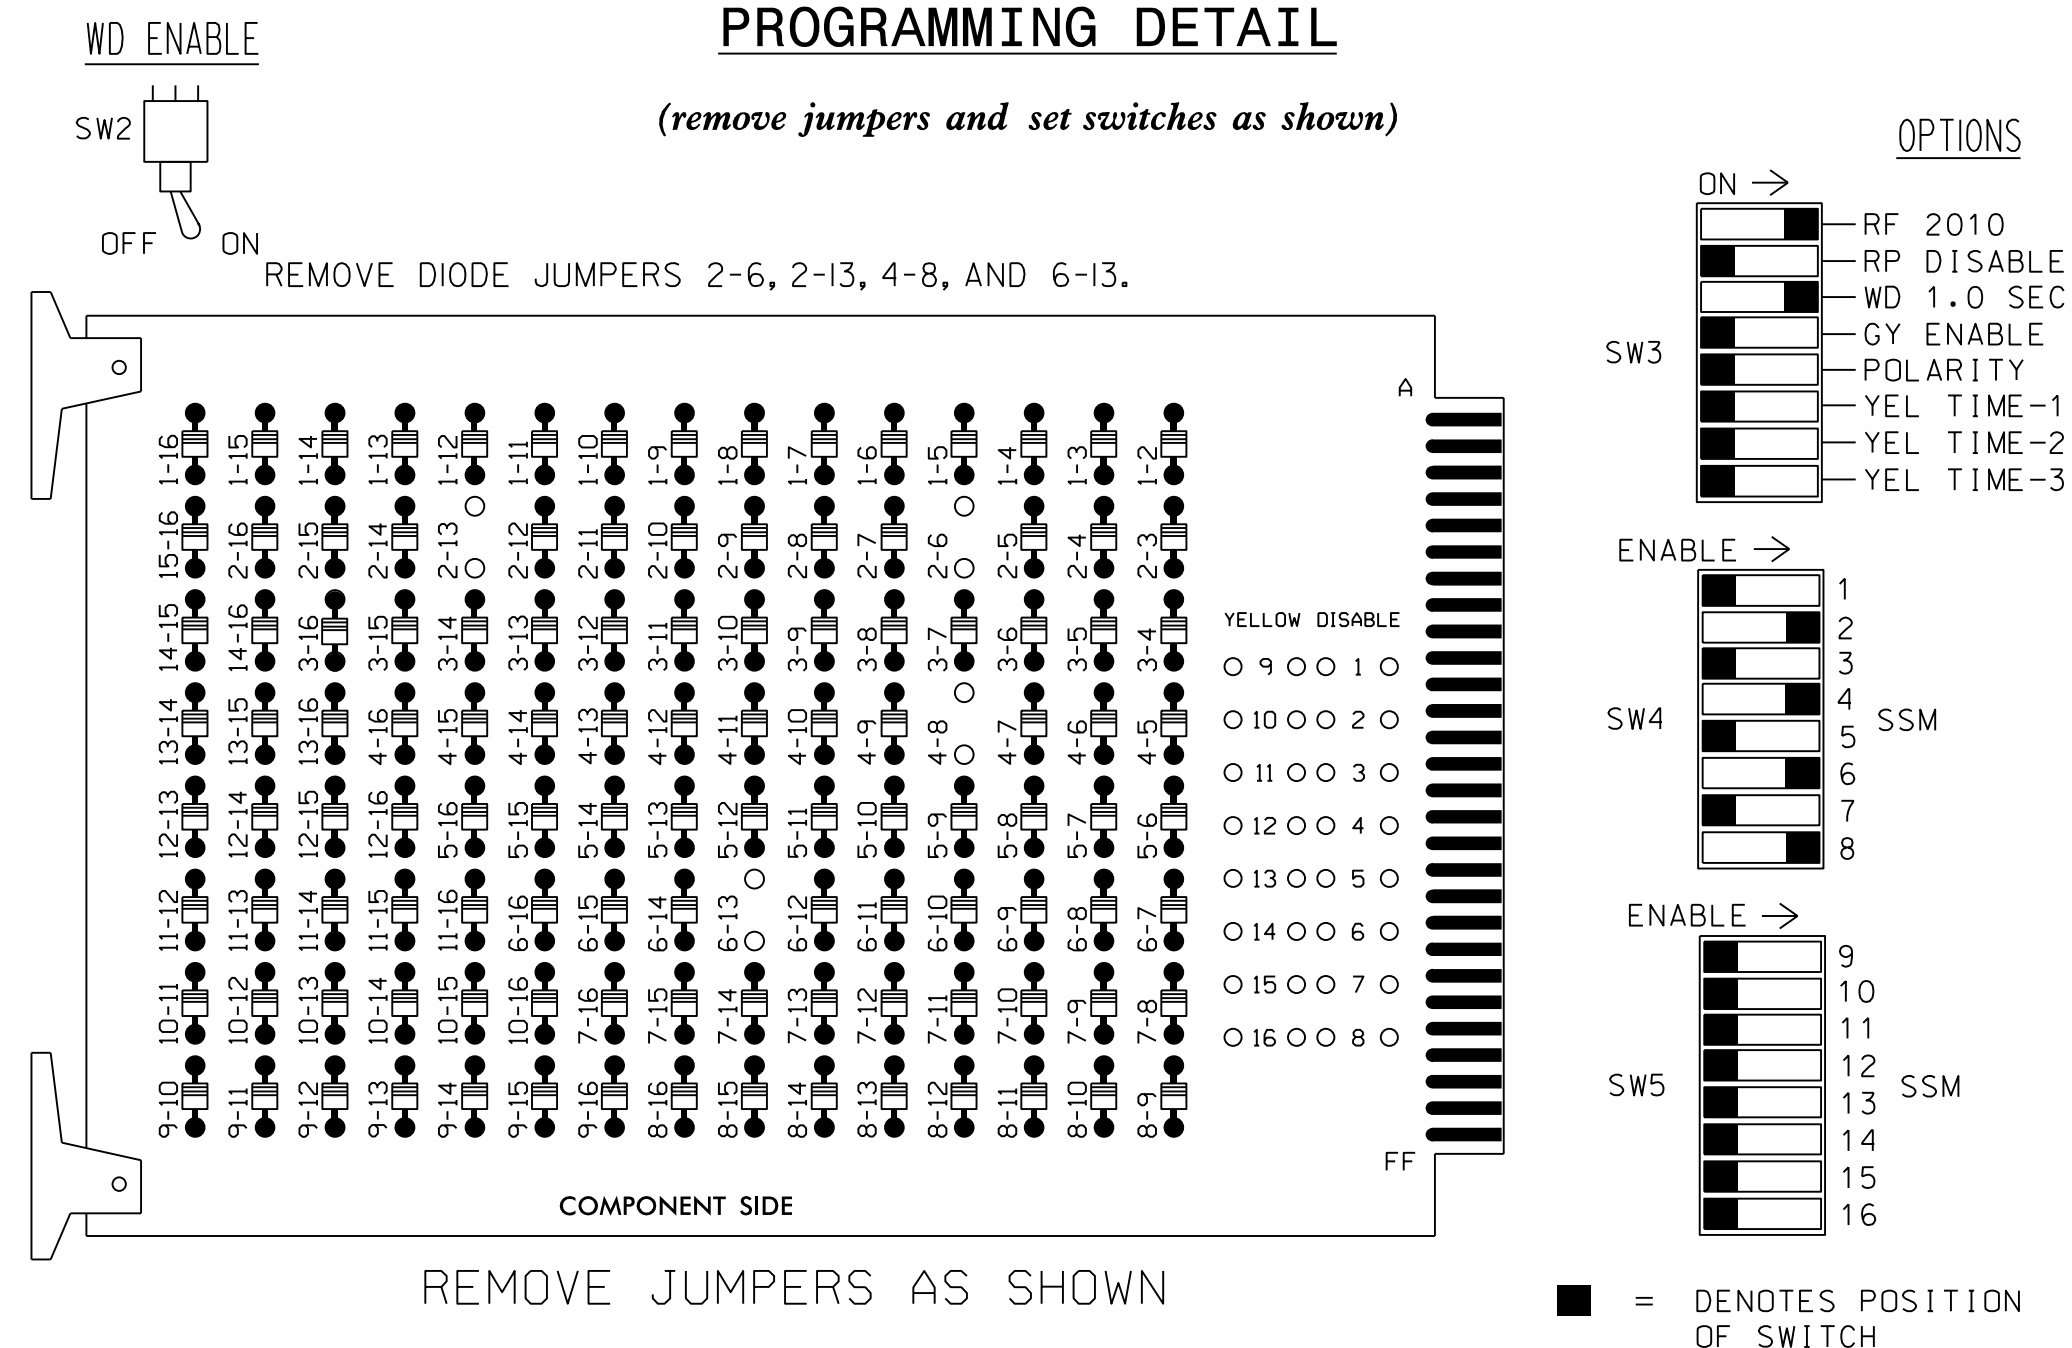 PROGRAMMING DETAIL
(remove jumpers and set switches as shown)
WD ENABLE
SW2
OFF ON
REMOVE DIODE JUMPERS 2-6, 2-13, 4-8, AND 6-13.
A
1-16 1-15 1-14 1-13 1-12 1-11 1-10 1-9 1-8 1-7 1-6 1-5 1-4 1-3 1-2
15-16 2-16 2-15 2-14 2-13 2-12 2-11 2-10 2-9 2-8 2-7 2-6 2-5 2-4 2-3
14-15 14-16 3-16 3-15 3-14 3-13 3-12 3-11 3-10 3-9 3-8 3-7 3-6 3-5 3-4
13-14 13-15 13-16 4-16 4-15 4-14 4-13 4-12 4-11 4-10 4-9 4-8 4-7 4-6 4-5
12-13 12-14 12-15 12-16 5-16 5-15 5-14 5-13 5-12 5-11 5-10 5-9 5-8 5-7 5-6
11-12 11-13 11-14 11-15 11-16 6-16 6-15 6-14 6-13 6-12 6-11 6-10 6-9 6-8 6-7
10-11 10-12 10-13 10-14 10-15 10-16 7-16 7-15 7-14 7-13 7-12 7-11 7-10 7-9 7-8
9-10 9-11 9-12 9-13 9-14 9-15 9-16 8-16 8-15 8-14 8-13 8-12 8-11 8-10 8-9
YELLOW DISABLE
9 1
10 2
11 3
12 4
13 5
14 6
15 7
16 8
FF
COMPONENT SIDE
REMOVE JUMPERS AS SHOWN
OPTIONS
ON →
SW3
RF 2010
RP DISABLE
WD 1.0 SEC
GY ENABLE
POLARITY
YEL TIME-1
YEL TIME-2
YEL TIME-3
ENABLE →
SW4
1
2
3
4
5
6
7
8
SSM
ENABLE →
SW5
9
10
11
12
13
14
15
16
SSM
= DENOTES POSITION
OF SWITCH